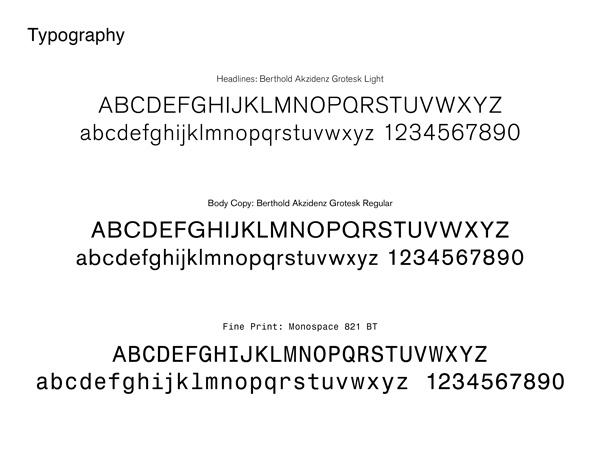 Typography
Headlines: Berthold Akzidenz Grotesk Light
ABCDEFGHIJKLMNOPQRSTUVWXYZ
abcdefghijklmnopqrstuvwxyz 1234567890
Body Copy: Berthold Akzidenz Grotesk Regular
ABCDEFGHIJKLMNOPQRSTUVWXYZ
abcdefghijklmnopqrstuvwxyz 1234567890
Fine Print: Monospace 821 BT
ABCDEFGHIJKLMNOPQRSTUVWXYZ
abcdefghijklmnopqrstuvwxyz 1234567890